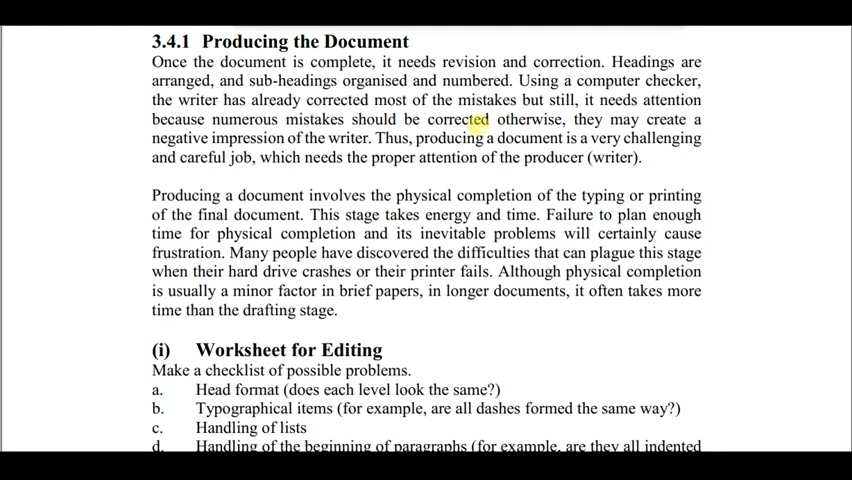 3.4.1 Producing the Document
Once the document is complete, it needs revision and correction. Headings are
arranged, and sub-headings organised and numbered. Using a computer checker,
the writer has already corrected most of the mistakes but still, it needs attention
because numerous mistakes should be corrected otherwise, they may create a
negative impression of the writer. Thus, producing a document is a very challenging
and careful job, which needs the proper attention of the producer (writer).
Producing a document involves the physical completion of the typing or printing
of the final document. This stage takes energy and time. Failure to plan enough
time for physical completion and its inevitable problems will certainly cause
frustration. Many people have discovered the difficulties that can plague this stage
when their hard drive crashes or their printer fails. Although physical completion
is usually a minor factor in brief papers, in longer documents, it often takes more
time than the drafting stage.
(i) Worksheet for Editing
Make a checklist of possible problems.
a. Head format (does each level look the same?)
b. Typographical items (for example, are all dashes formed the same way?)
c. Handling of lists
d. Handling of the beginning of paragraphs (for example, are they all indented